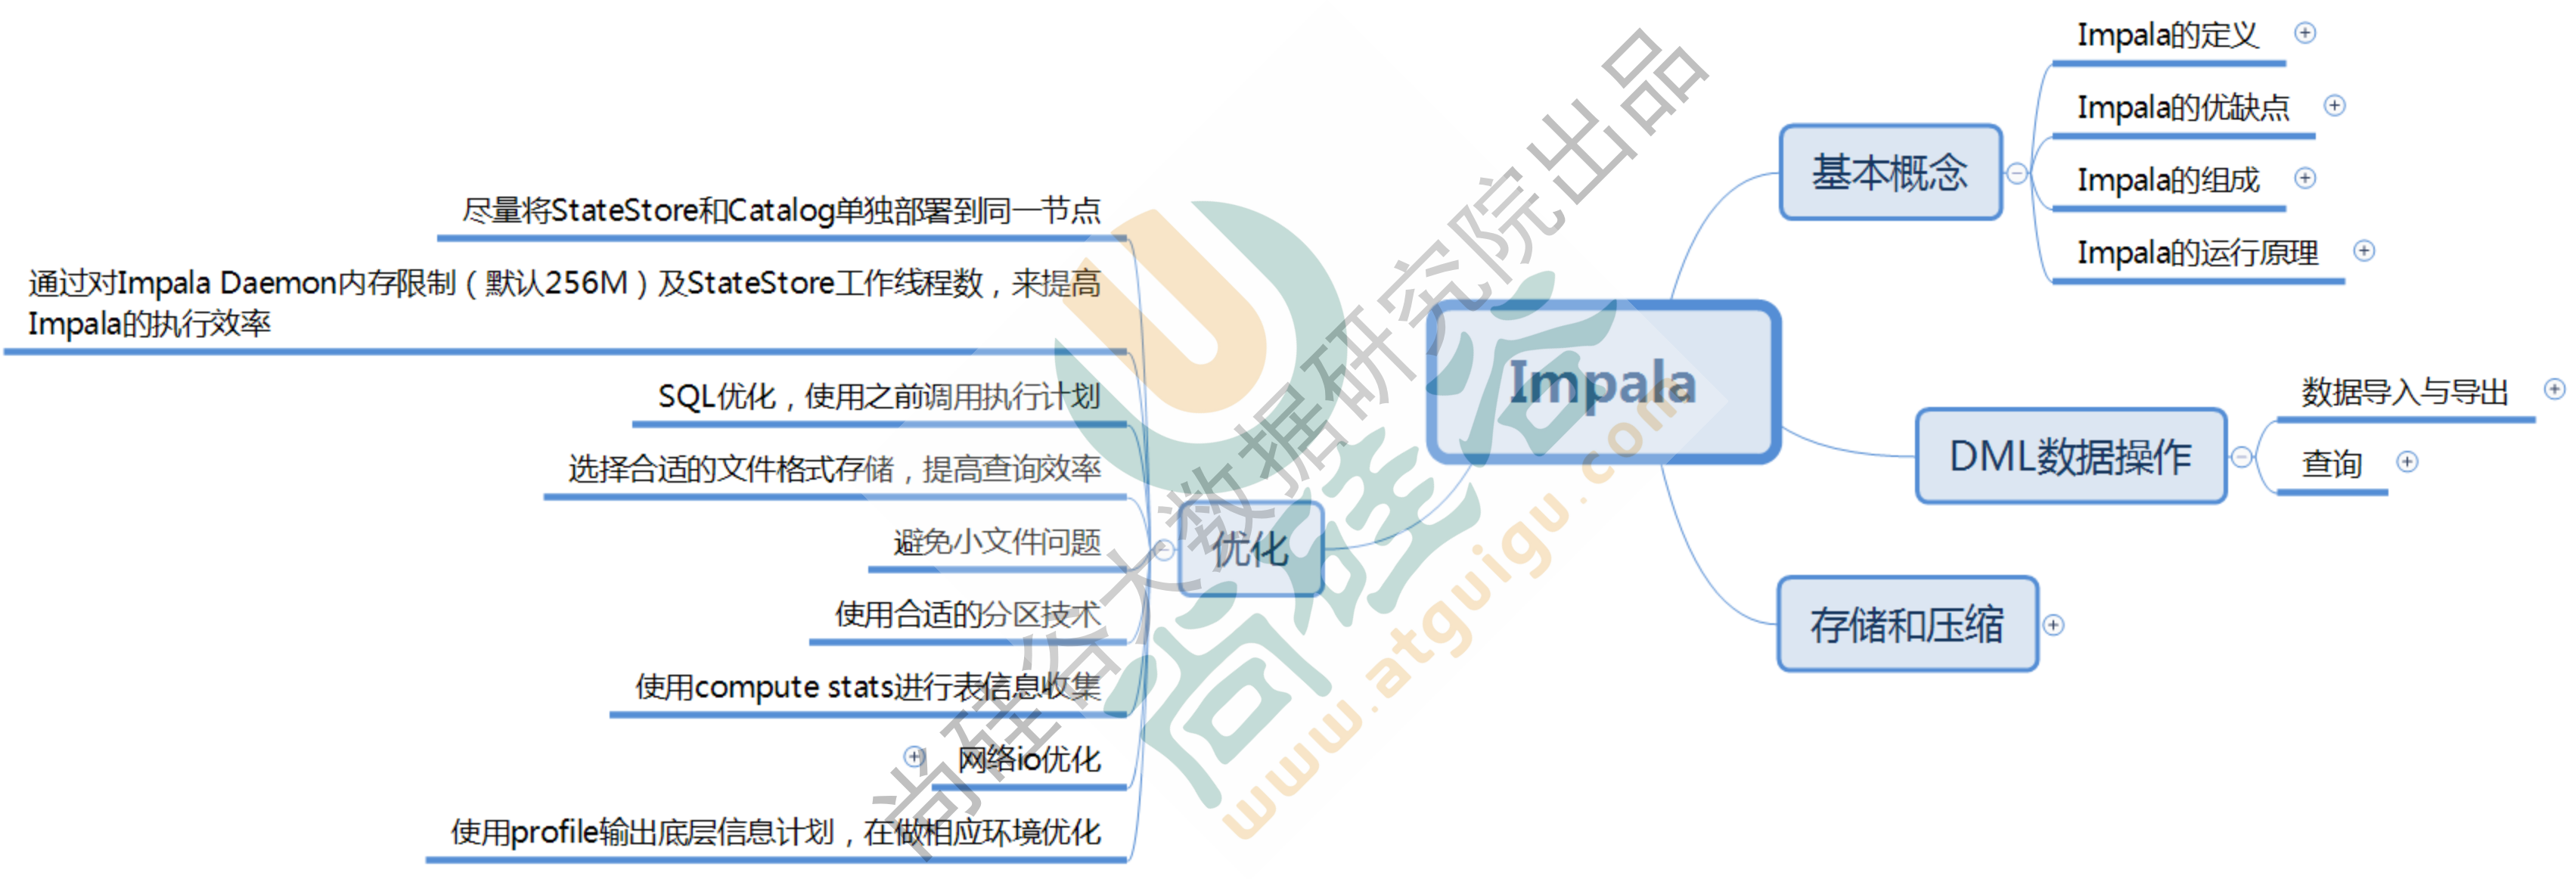 Impala
基本概念
Impala的定义
Impala的优缺点
Impala的组成
Impala的运行原理
DML数据操作
数据导入与导出
查询
存储和压缩
优化
尽量将StateStore和Catalog单独部署到同一节点
通过对Impala Daemon内存限制（默认256M）及StateStore工作线程数，来提高
Impala的执行效率
SQL优化，使用之前调用执行计划
选择合适的文件格式存储，提高查询效率
避免小文件问题
使用合适的分区技术
使用compute stats进行表信息收集
网络io优化
使用profile输出底层信息计划，在做相应环境优化
尚硅谷大数据研究院出品
尚硅谷
www.atguigu.com